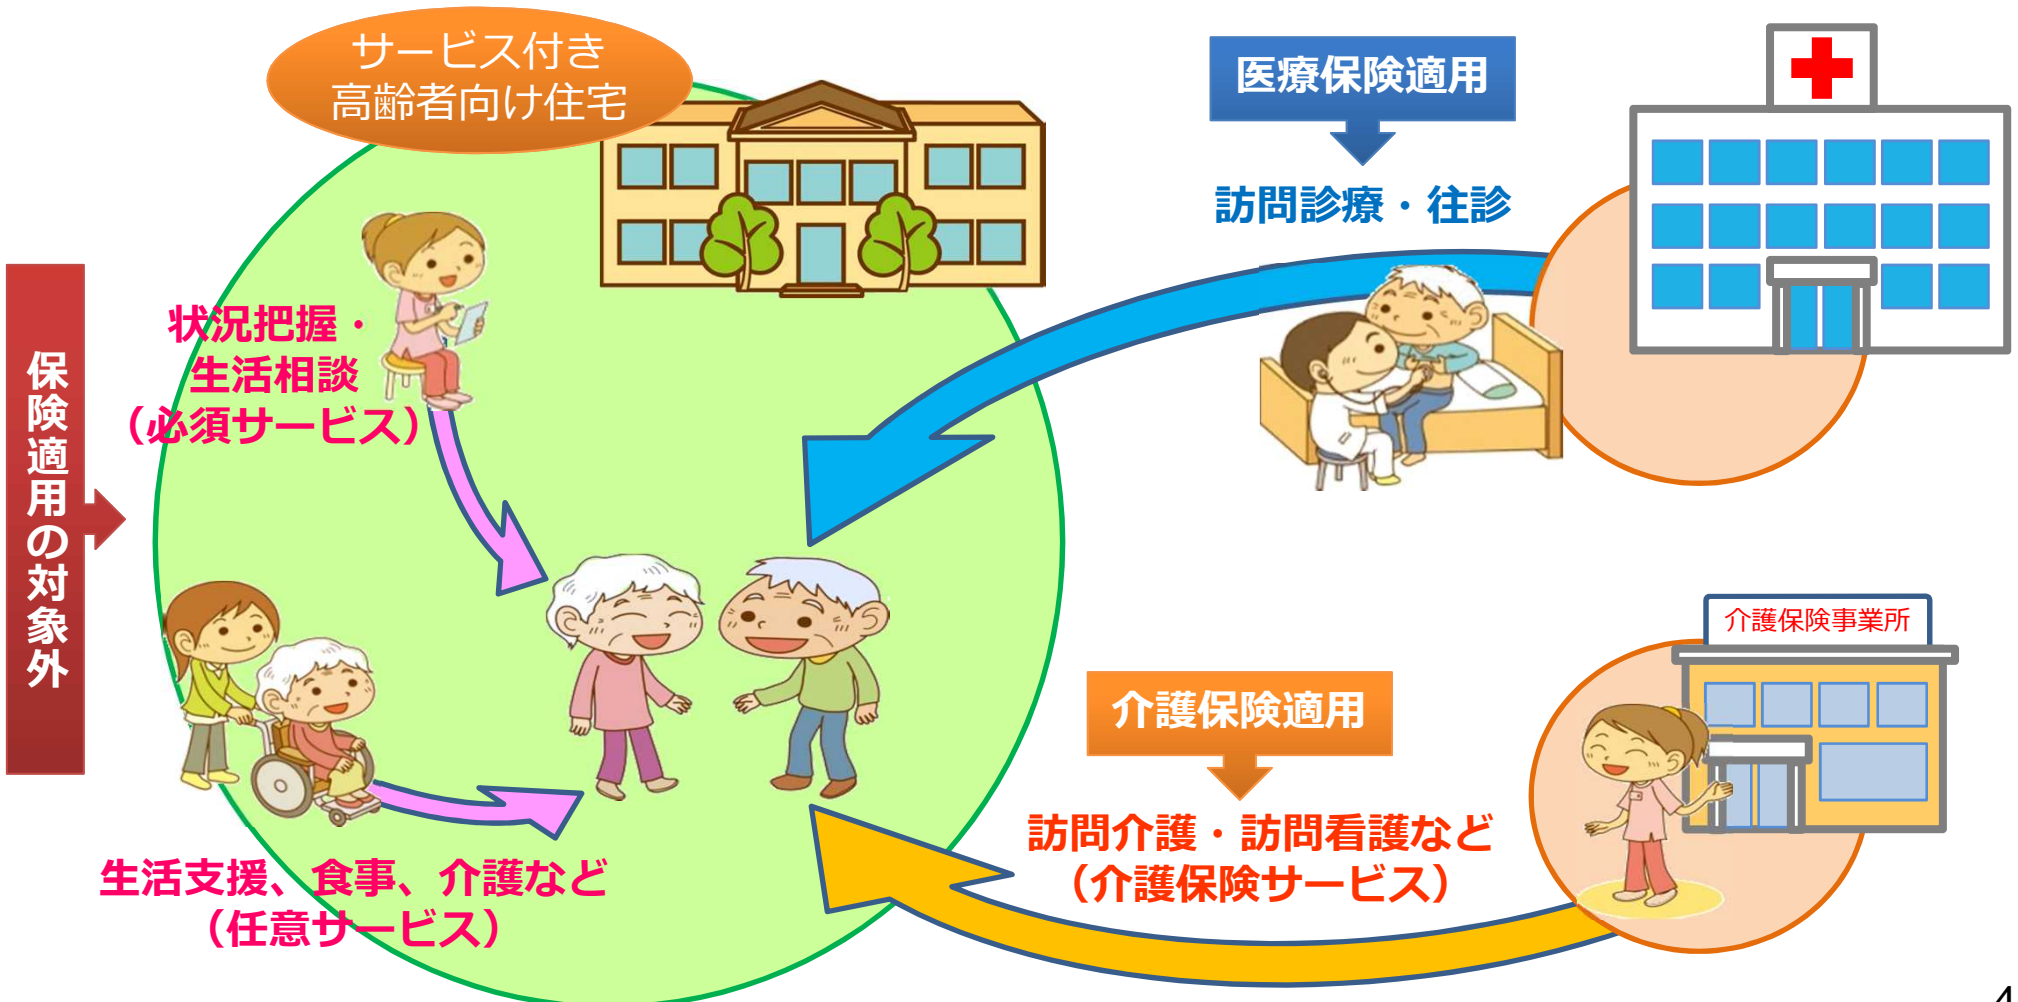 サービス付き
高齢者向け住宅
医療保険適用
訪問診療・往診
状況把握・
生活相談
（必須サービス）
保険適用の対象外
介護保険事業所
介護保険適用
訪問介護・訪問看護など
（介護保険サービス）
生活支援、食事、介護など
（任意サービス）
4